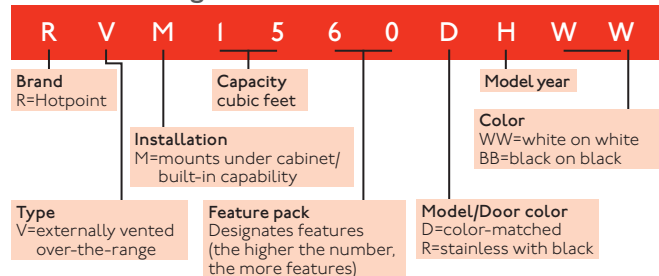 R V M 1 5 6 0 D H W W
Brand
R=Hotpoint
Capacity
cubic feet
Model year
Installation
M=mounts under cabinet/
built-in capability
Color
WW=white on white
BB=black on black
Type
V=externally vented
over-the-range
Feature pack
Designates features
(the higher the number,
the more features)
Model/Door color
D=color-matched
R=stainless with black